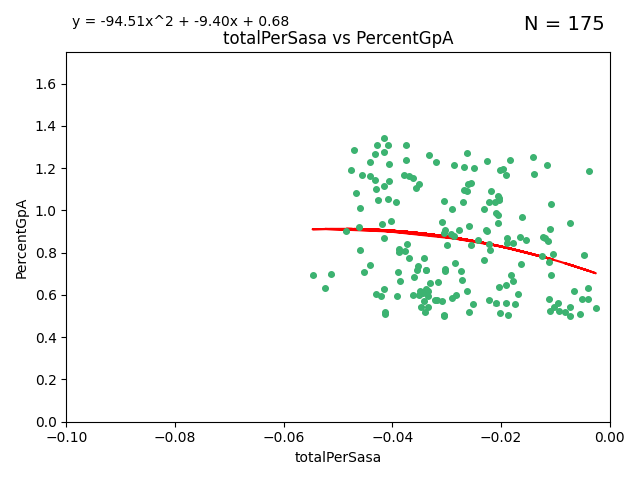 y = -94.51x^2 + -9.40x + 0.68
N = 175
totalPerSasa vs PercentGpA
PercentGpA
1.6
1.4
1.2
1.0
0.8
0.6
0.4
0.2
0.0
−0.10 −0.08 −0.06 −0.04 −0.02 0.00
totalPerSasa